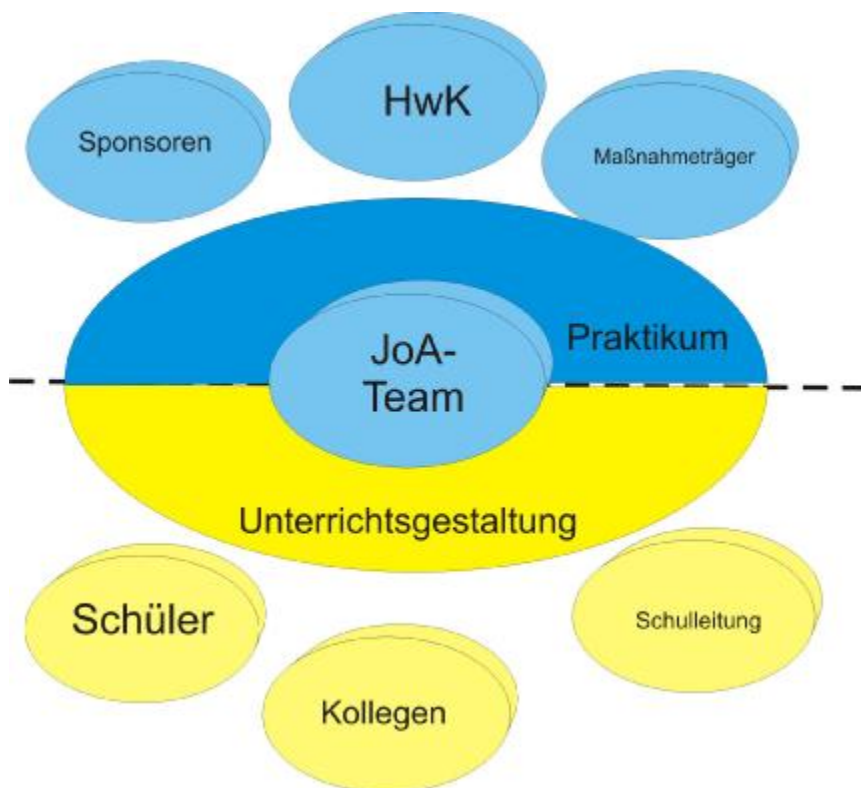 HwK
Sponsoren
Maßnahmeträger
Praktikum
JoA-
Team
Unterrichtsgestaltung
Schüler
Schulleitung
Kollegen